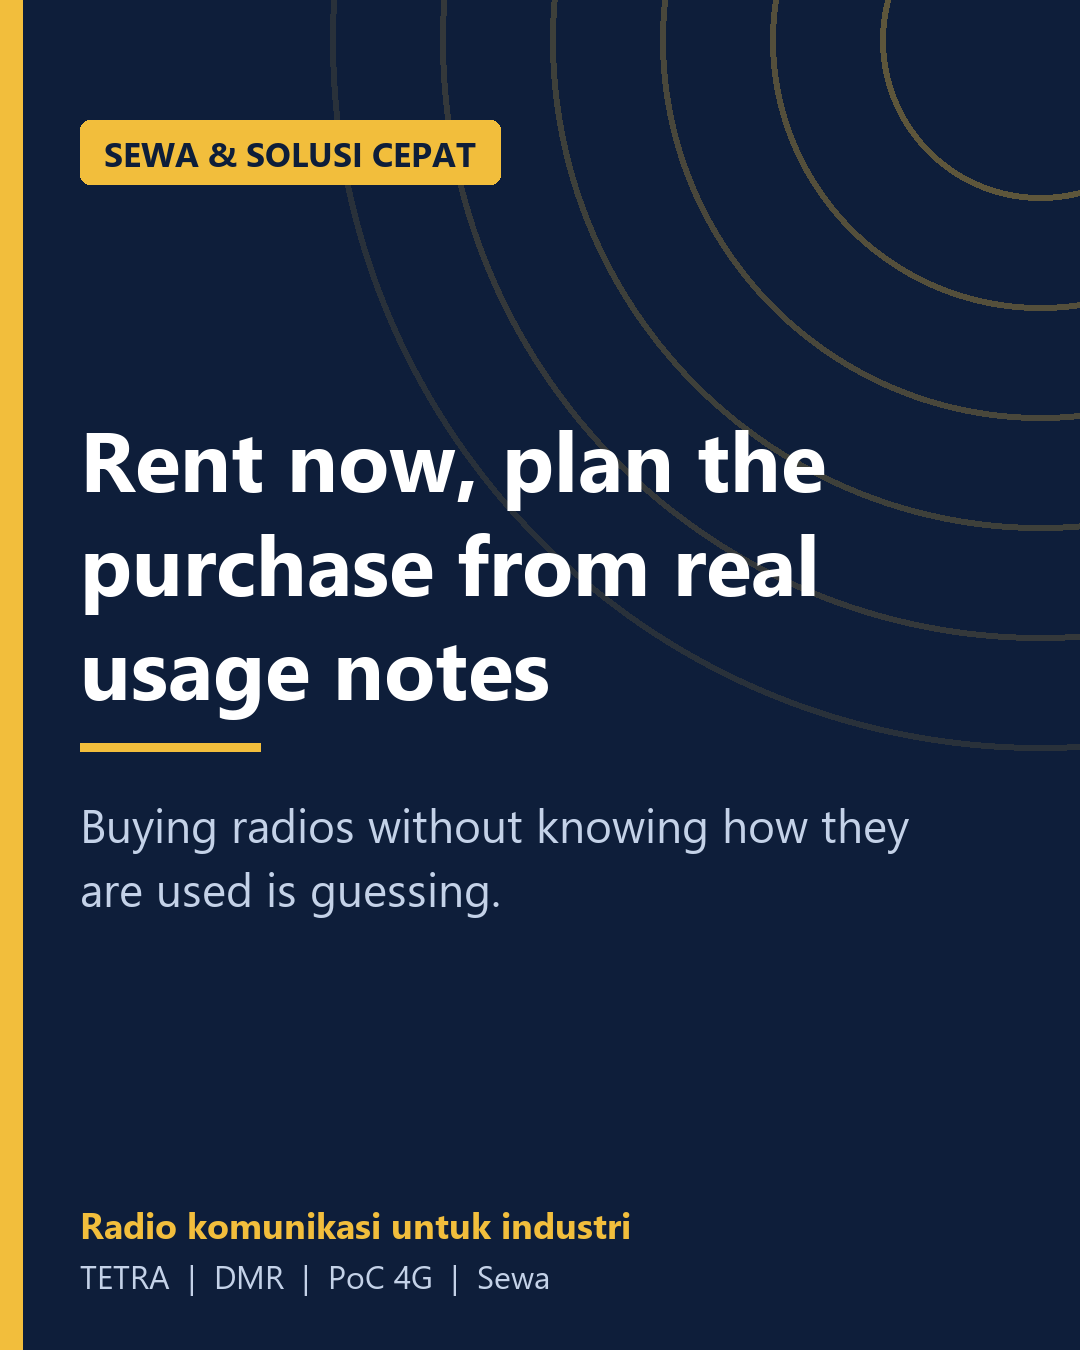 SEWA & SOLUSI CEPAT
Rent now, plan the
purchase from real
usage notes
Buying radios without knowing how they
are used is guessing.
Radio komunikasi untuk industri
TETRA | DMR | PoC 4G | Sewa